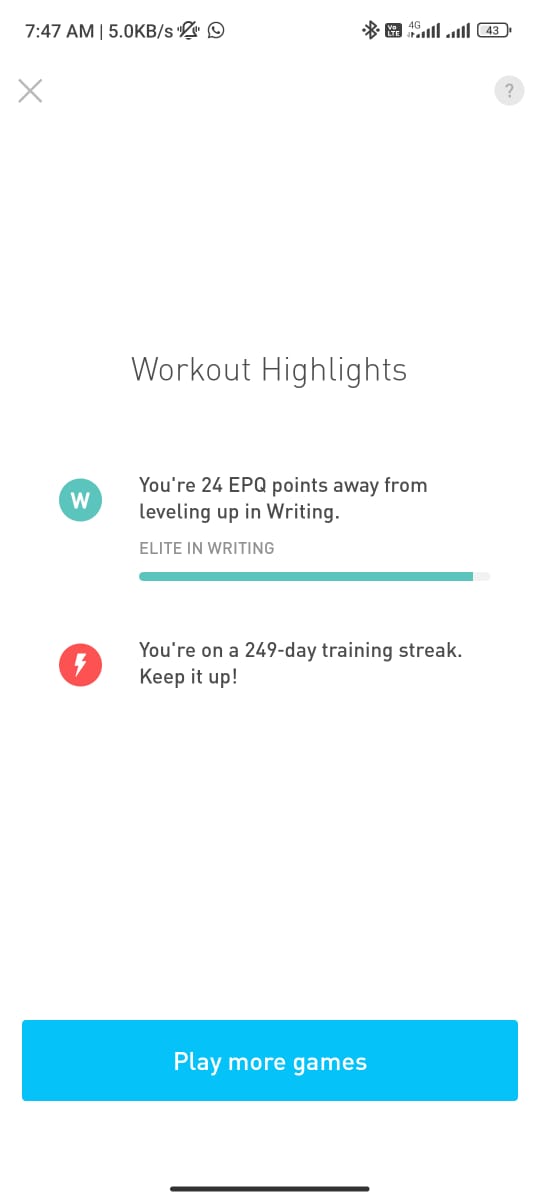 7:47 AM | 5.0KB/s
Vo
LTE
4G
43
?
Workout Highlights
W
You're 24 EPQ points away from
leveling up in Writing.
ELITE IN WRITING
You're on a 249-day training streak.
Keep it up!
Play more games